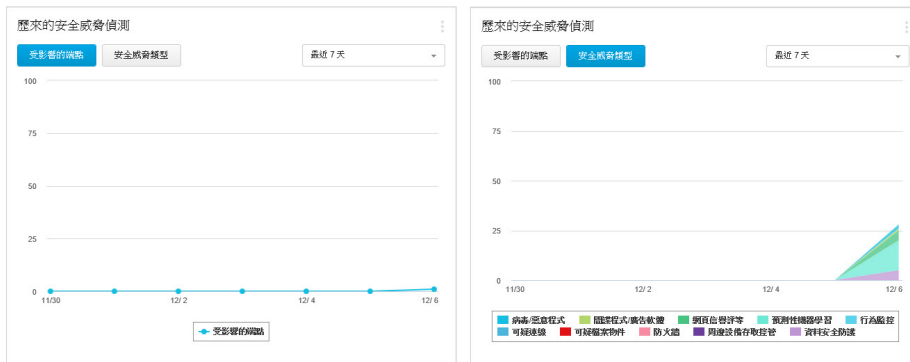 歷來的安全威脅偵測
受影響的端點 安全威脅類型 最近 7 天
100
75
50
25
0
11/30 12/ 2 12/ 4 12/ 6
受影響的端點
歷來的安全威脅偵測
受影響的端點 安全威脅類型 最近 7 天
100
75
50
25
0
11/30 12/ 2 12/ 4 12/ 6
病毒/惡意程式 間諜程式/廣告軟體 網頁信譽評等 預測性機器學習 行為監控
可疑連線 可疑檔案物件 防火牆 周邊設備存取控管 資料安全防護